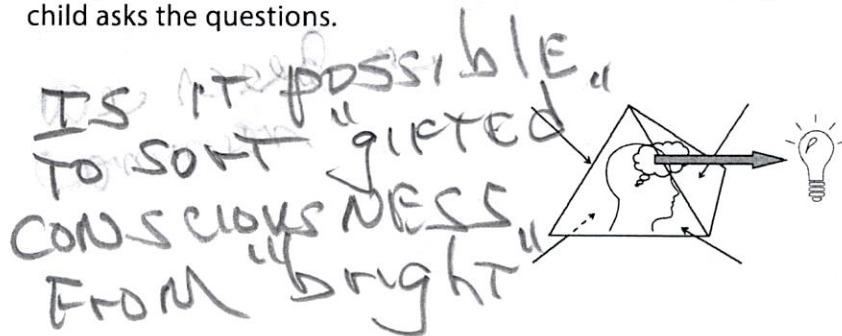 child asks the questions.
IS IT POSSIblE
TO SORT "gIFTEd"
CONSCIOUSNESS
FROM "brighT"